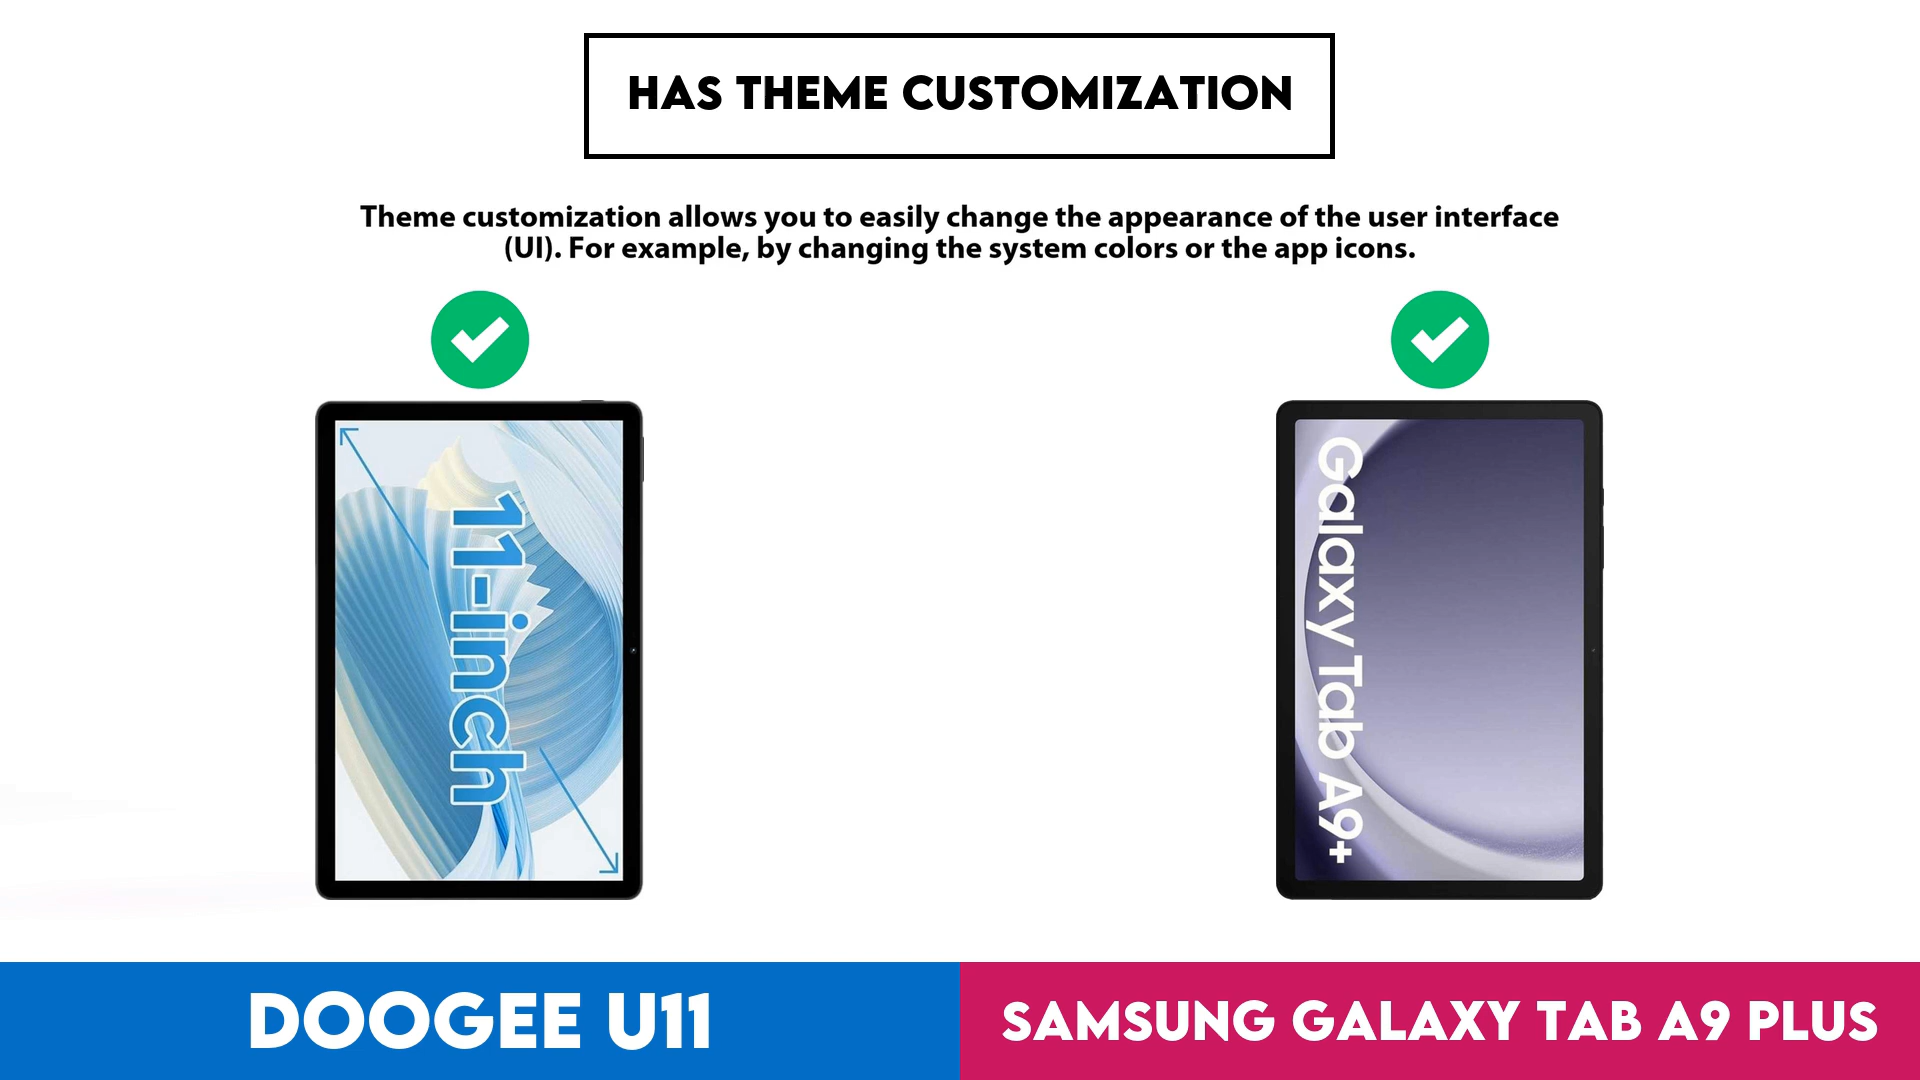 HAS THEME CUSTOMIZATION
Theme customization allows you to easily change the appearance of the user interface
(UI). For example, by changing the system colors or the app icons.
11-inch
Galaxy Tab A9+
DOOGEE U11
SAMSUNG GALAXY TAB A9 PLUS